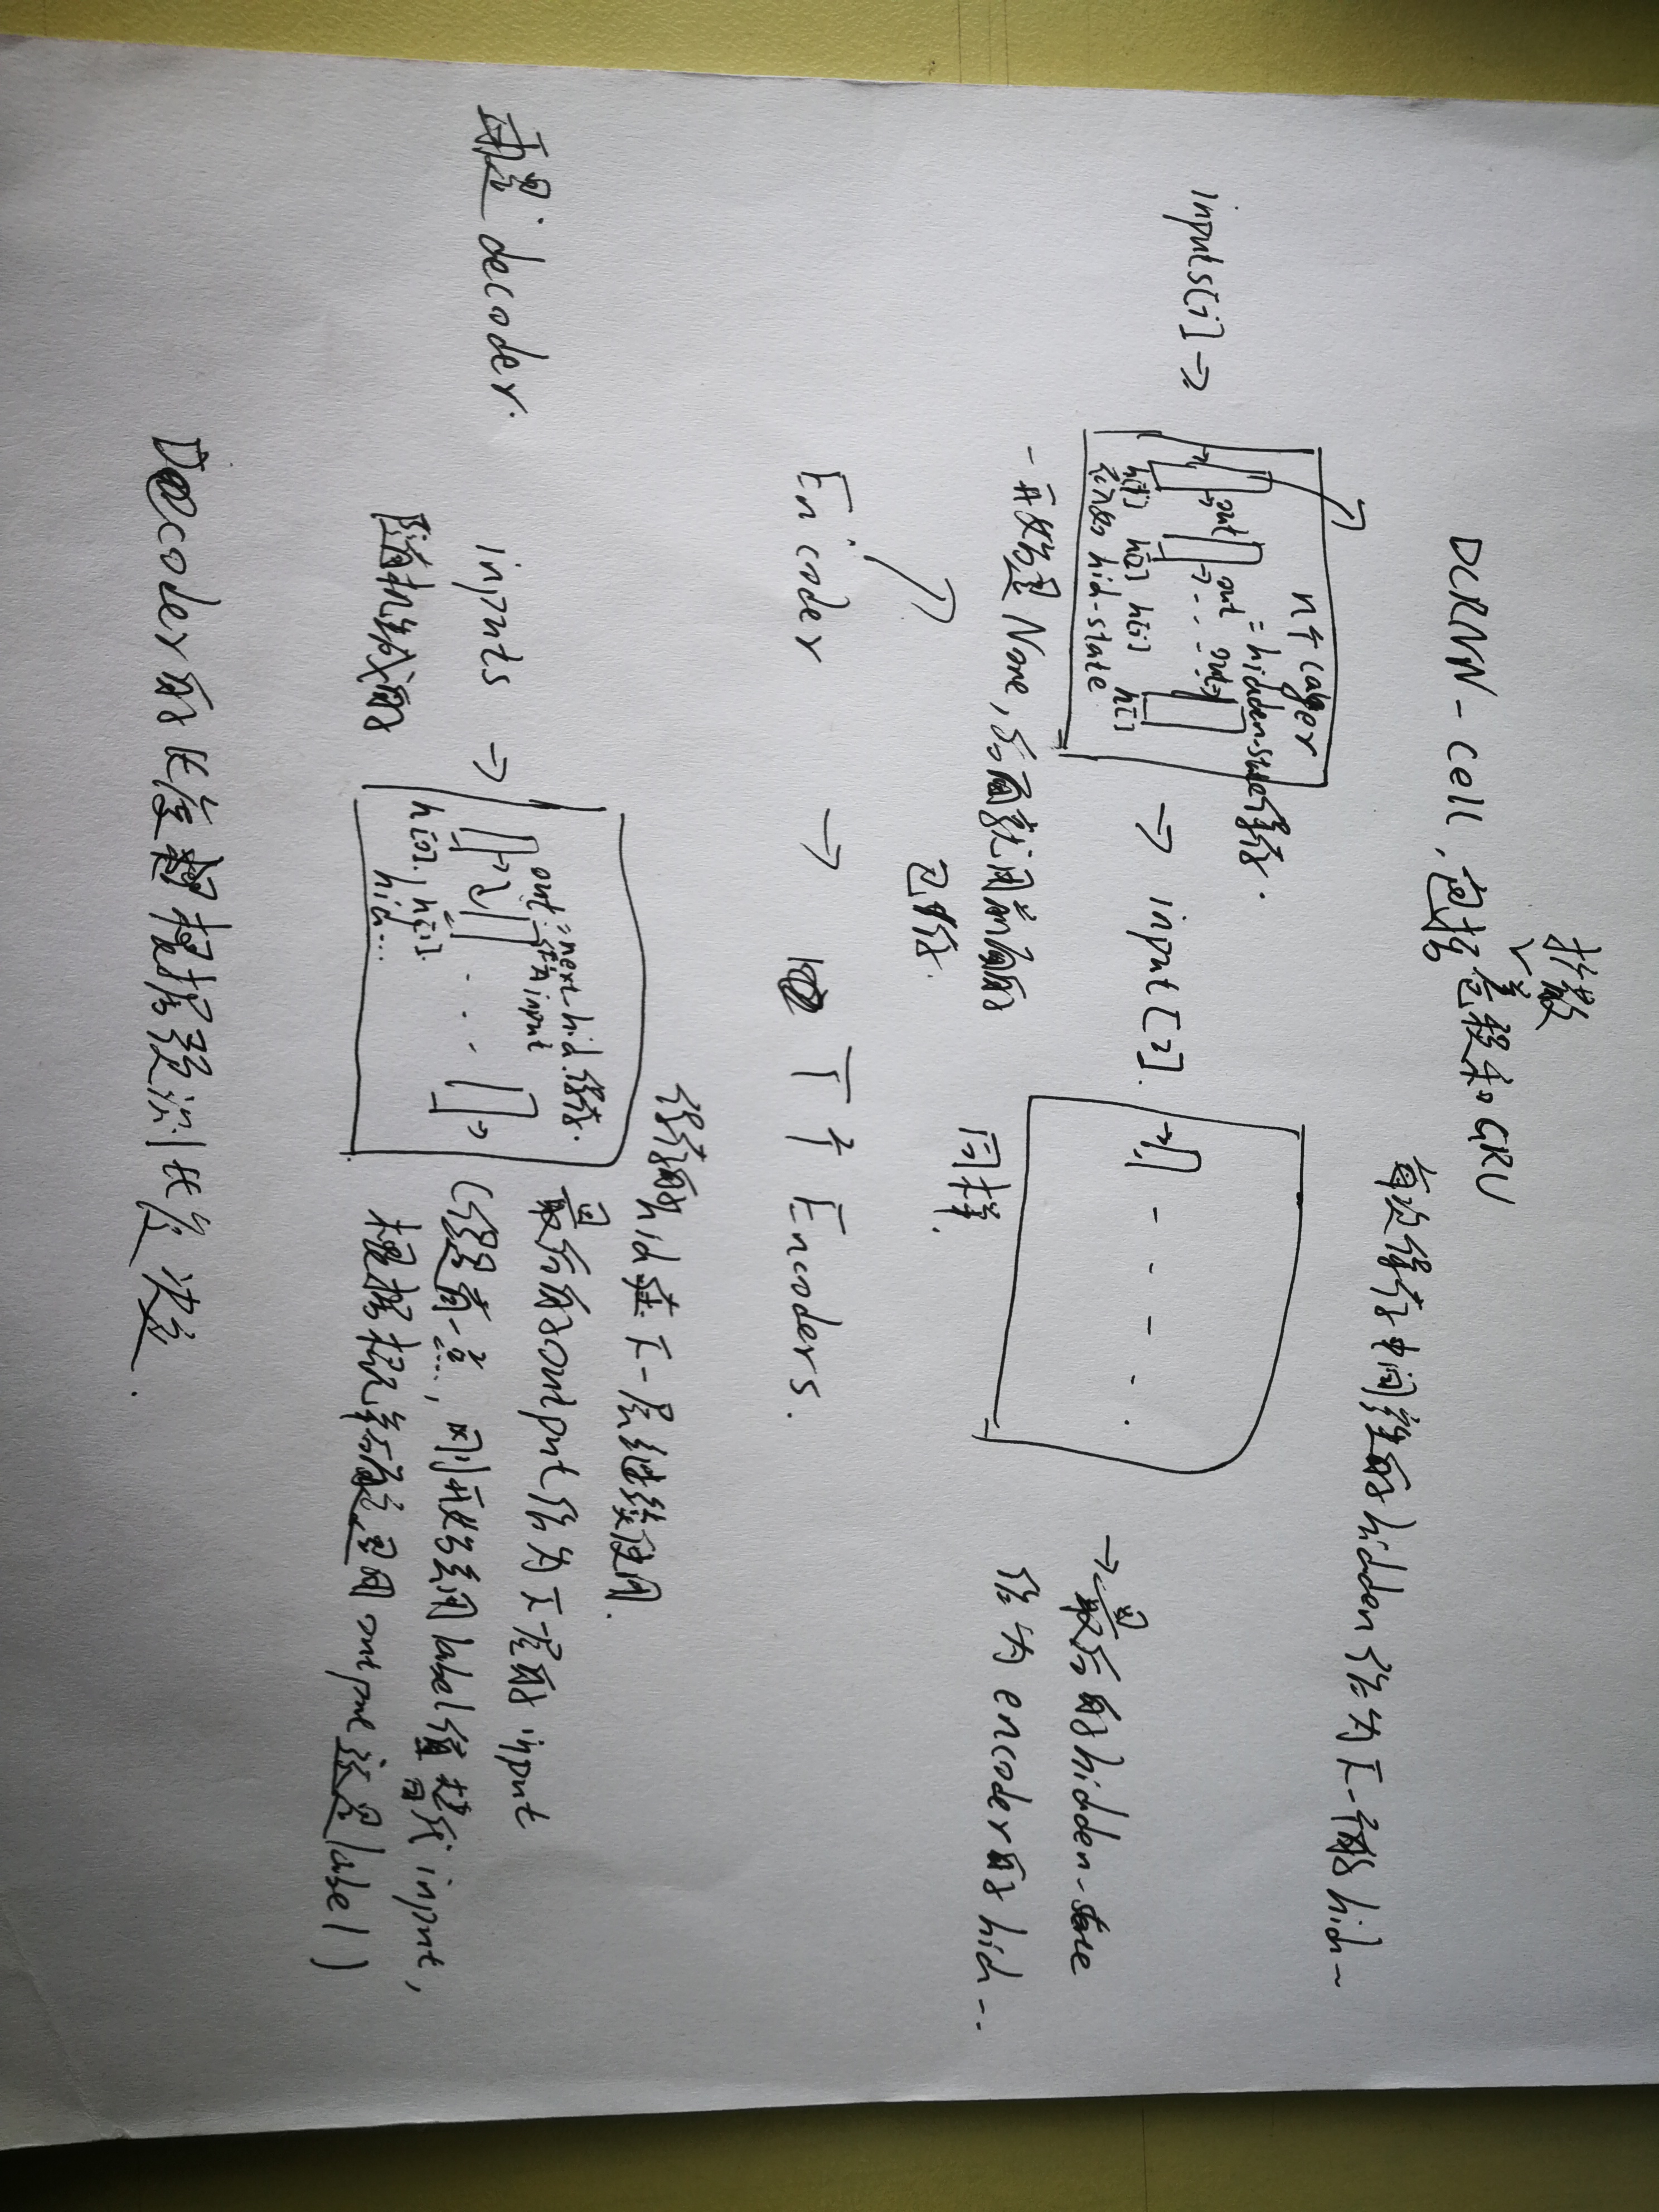 扩散
DCRNN-cell,包括卷积和GRU
每次保存中间的hidden作为下一个的hid~
n个layer
= hidden-state保存.
inputs[i] →
→ out → out → out →
h[1] h[2] h[i] h[]
hid-state
→ input[2].
→最后的hidden-state
作为encoder的hid...
一开始是None,后面就用前面的
保存.
同样.
Encoder → T个Encoders.
保存的hid在下一层继续使用.
out = next-hid.保存.
作为input
再是decoder. inputs →
最后的output作为下一层的input
h[0]., h[1].
hid...
随机生成的
(但是有一点,刚开始会用label值替代input,
根据概率确定是用output还是label)
Decoder的长度根据预测长度决定.